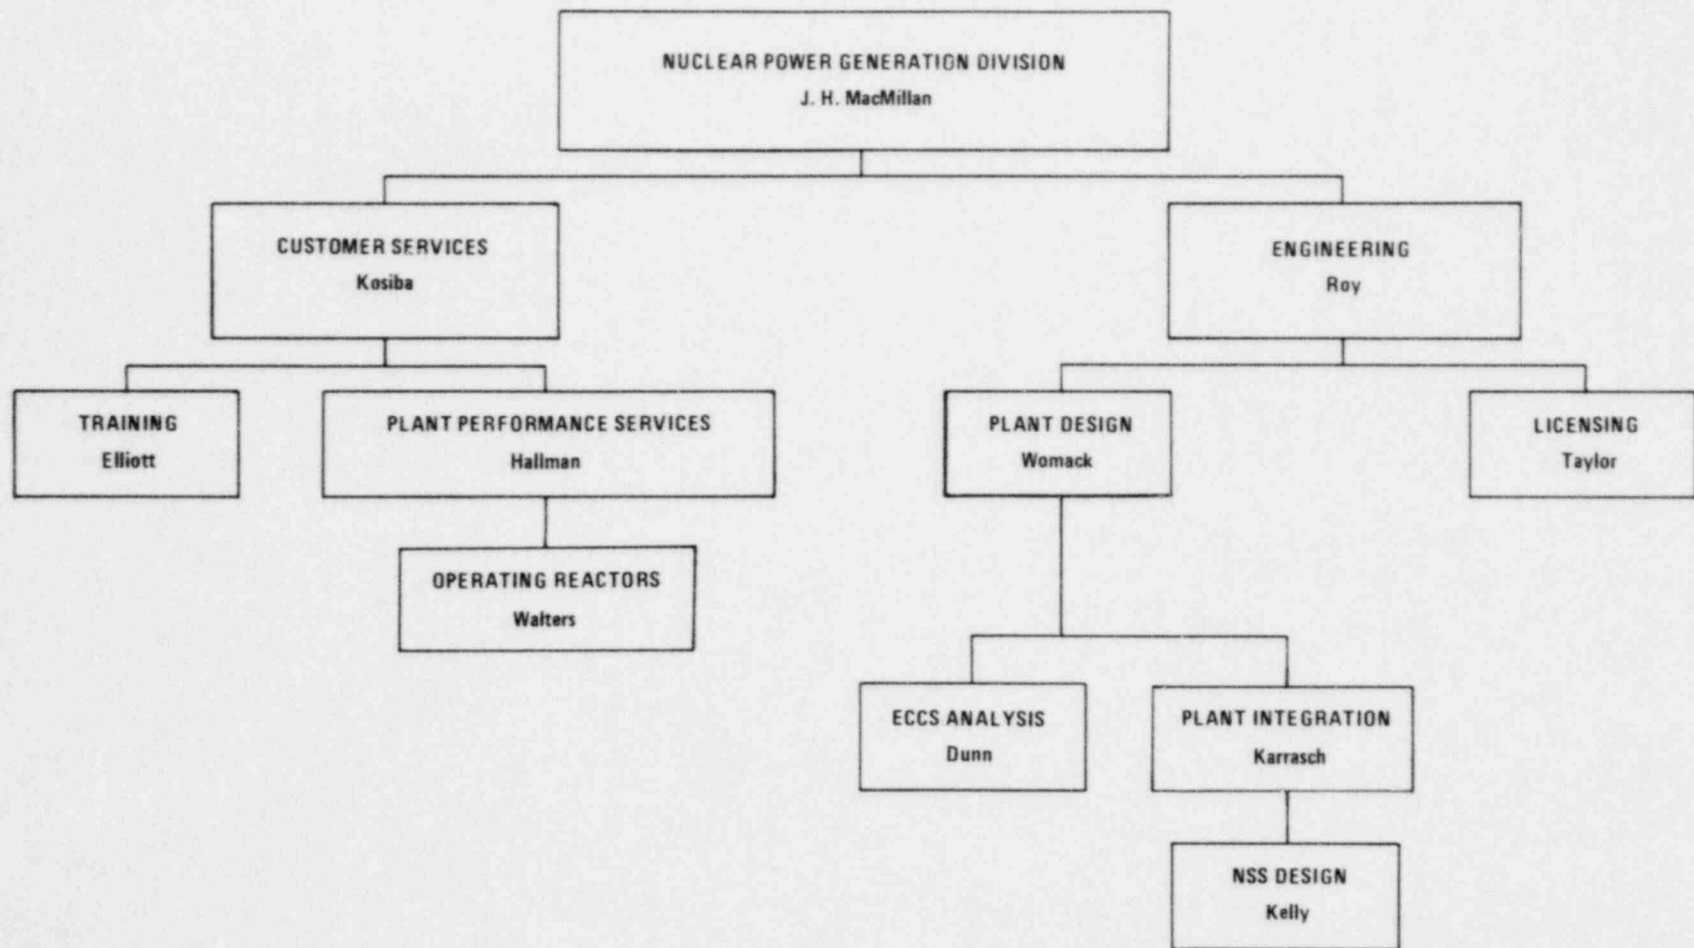 NUCLEAR POWER GENERATION DIVISION
J. H. MacMillan
CUSTOMER SERVICES
Kosiba
ENGINEERING
Roy
TRAINING
Elliott
PLANT PERFORMANCE SERVICES
Hallman
PLANT DESIGN
Womack
LICENSING
Taylor
OPERATING REACTORS
Walters
ECCS ANALYSIS
Dunn
PLANT INTEGRATION
Karrasch
NSS DESIGN
Kelly